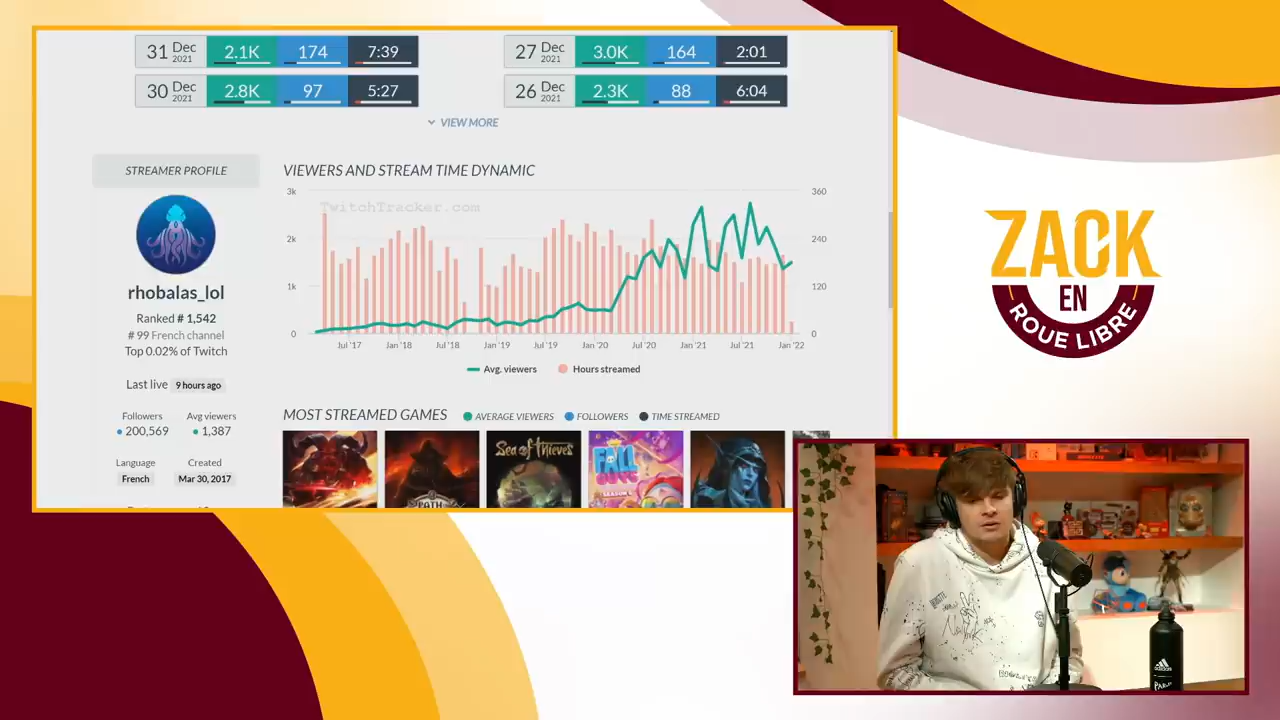 31 Dec 2021 2.1K 174 7:39
27 Dec 2021 3.0K 164 2:01
30 Dec 2021 2.8K 97 5:27
26 Dec 2021 2.3K 88 6:04
VIEW MORE
STREAMER PROFILE
rhobalas_lol
Ranked # 1,542
# 99 French channel
Top 0.02% of Twitch
Last live 9 hours ago
Followers Avg viewers
200,569 1,387
Language Created
French Mar 30, 2017
VIEWERS AND STREAM TIME DYNAMIC
TwitchTracker.com
3k 360
2k 240
1k 120
0 0
Jul '17 Jan '18 Jul '18 Jan '19 Jul '19 Jan '20 Jul '20 Jan '21 Jul '21 Jan '22
Avg. viewers Hours streamed
MOST STREAMED GAMES AVERAGE VIEWERS FOLLOWERS TIME STREAMED
PATH
Sea of Thieves
FALL
GUYS
SEASON 6
ZACK
EN
ROUE LIBRE
adidas